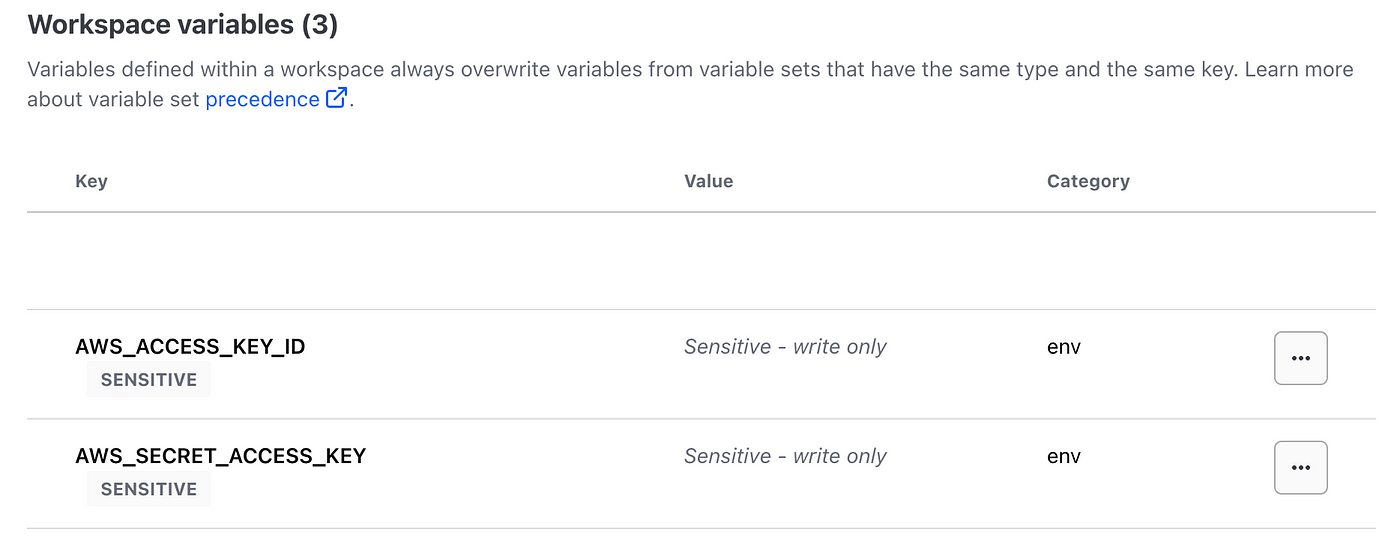 Workspace variables (3)
Variables defined within a workspace always overwrite variables from variable sets that have the same type and the same key. Learn more
about variable set precedence.
Key Value Category
AWS_ACCESS_KEY_ID Sensitive - write only env
SENSITIVE
AWS_SECRET_ACCESS_KEY Sensitive - write only env
SENSITIVE